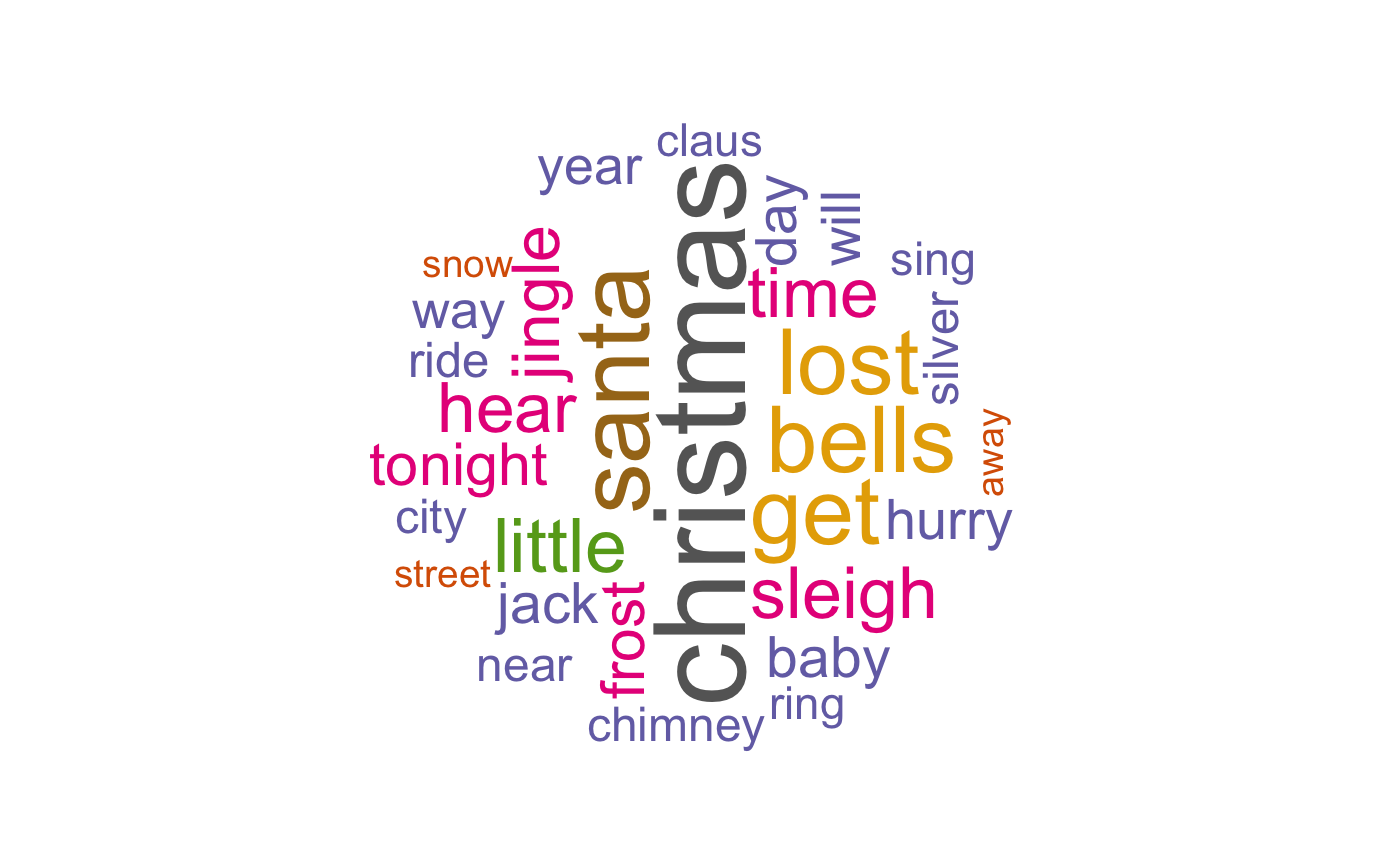 claus
year
christmas
day
will
jingle
sing
snow
time
santa
way
silver
lost
ride
hear
bells
away
tonight
get
city
hurry
little
street
sleigh
jack
frost
baby
near
ring
chimney